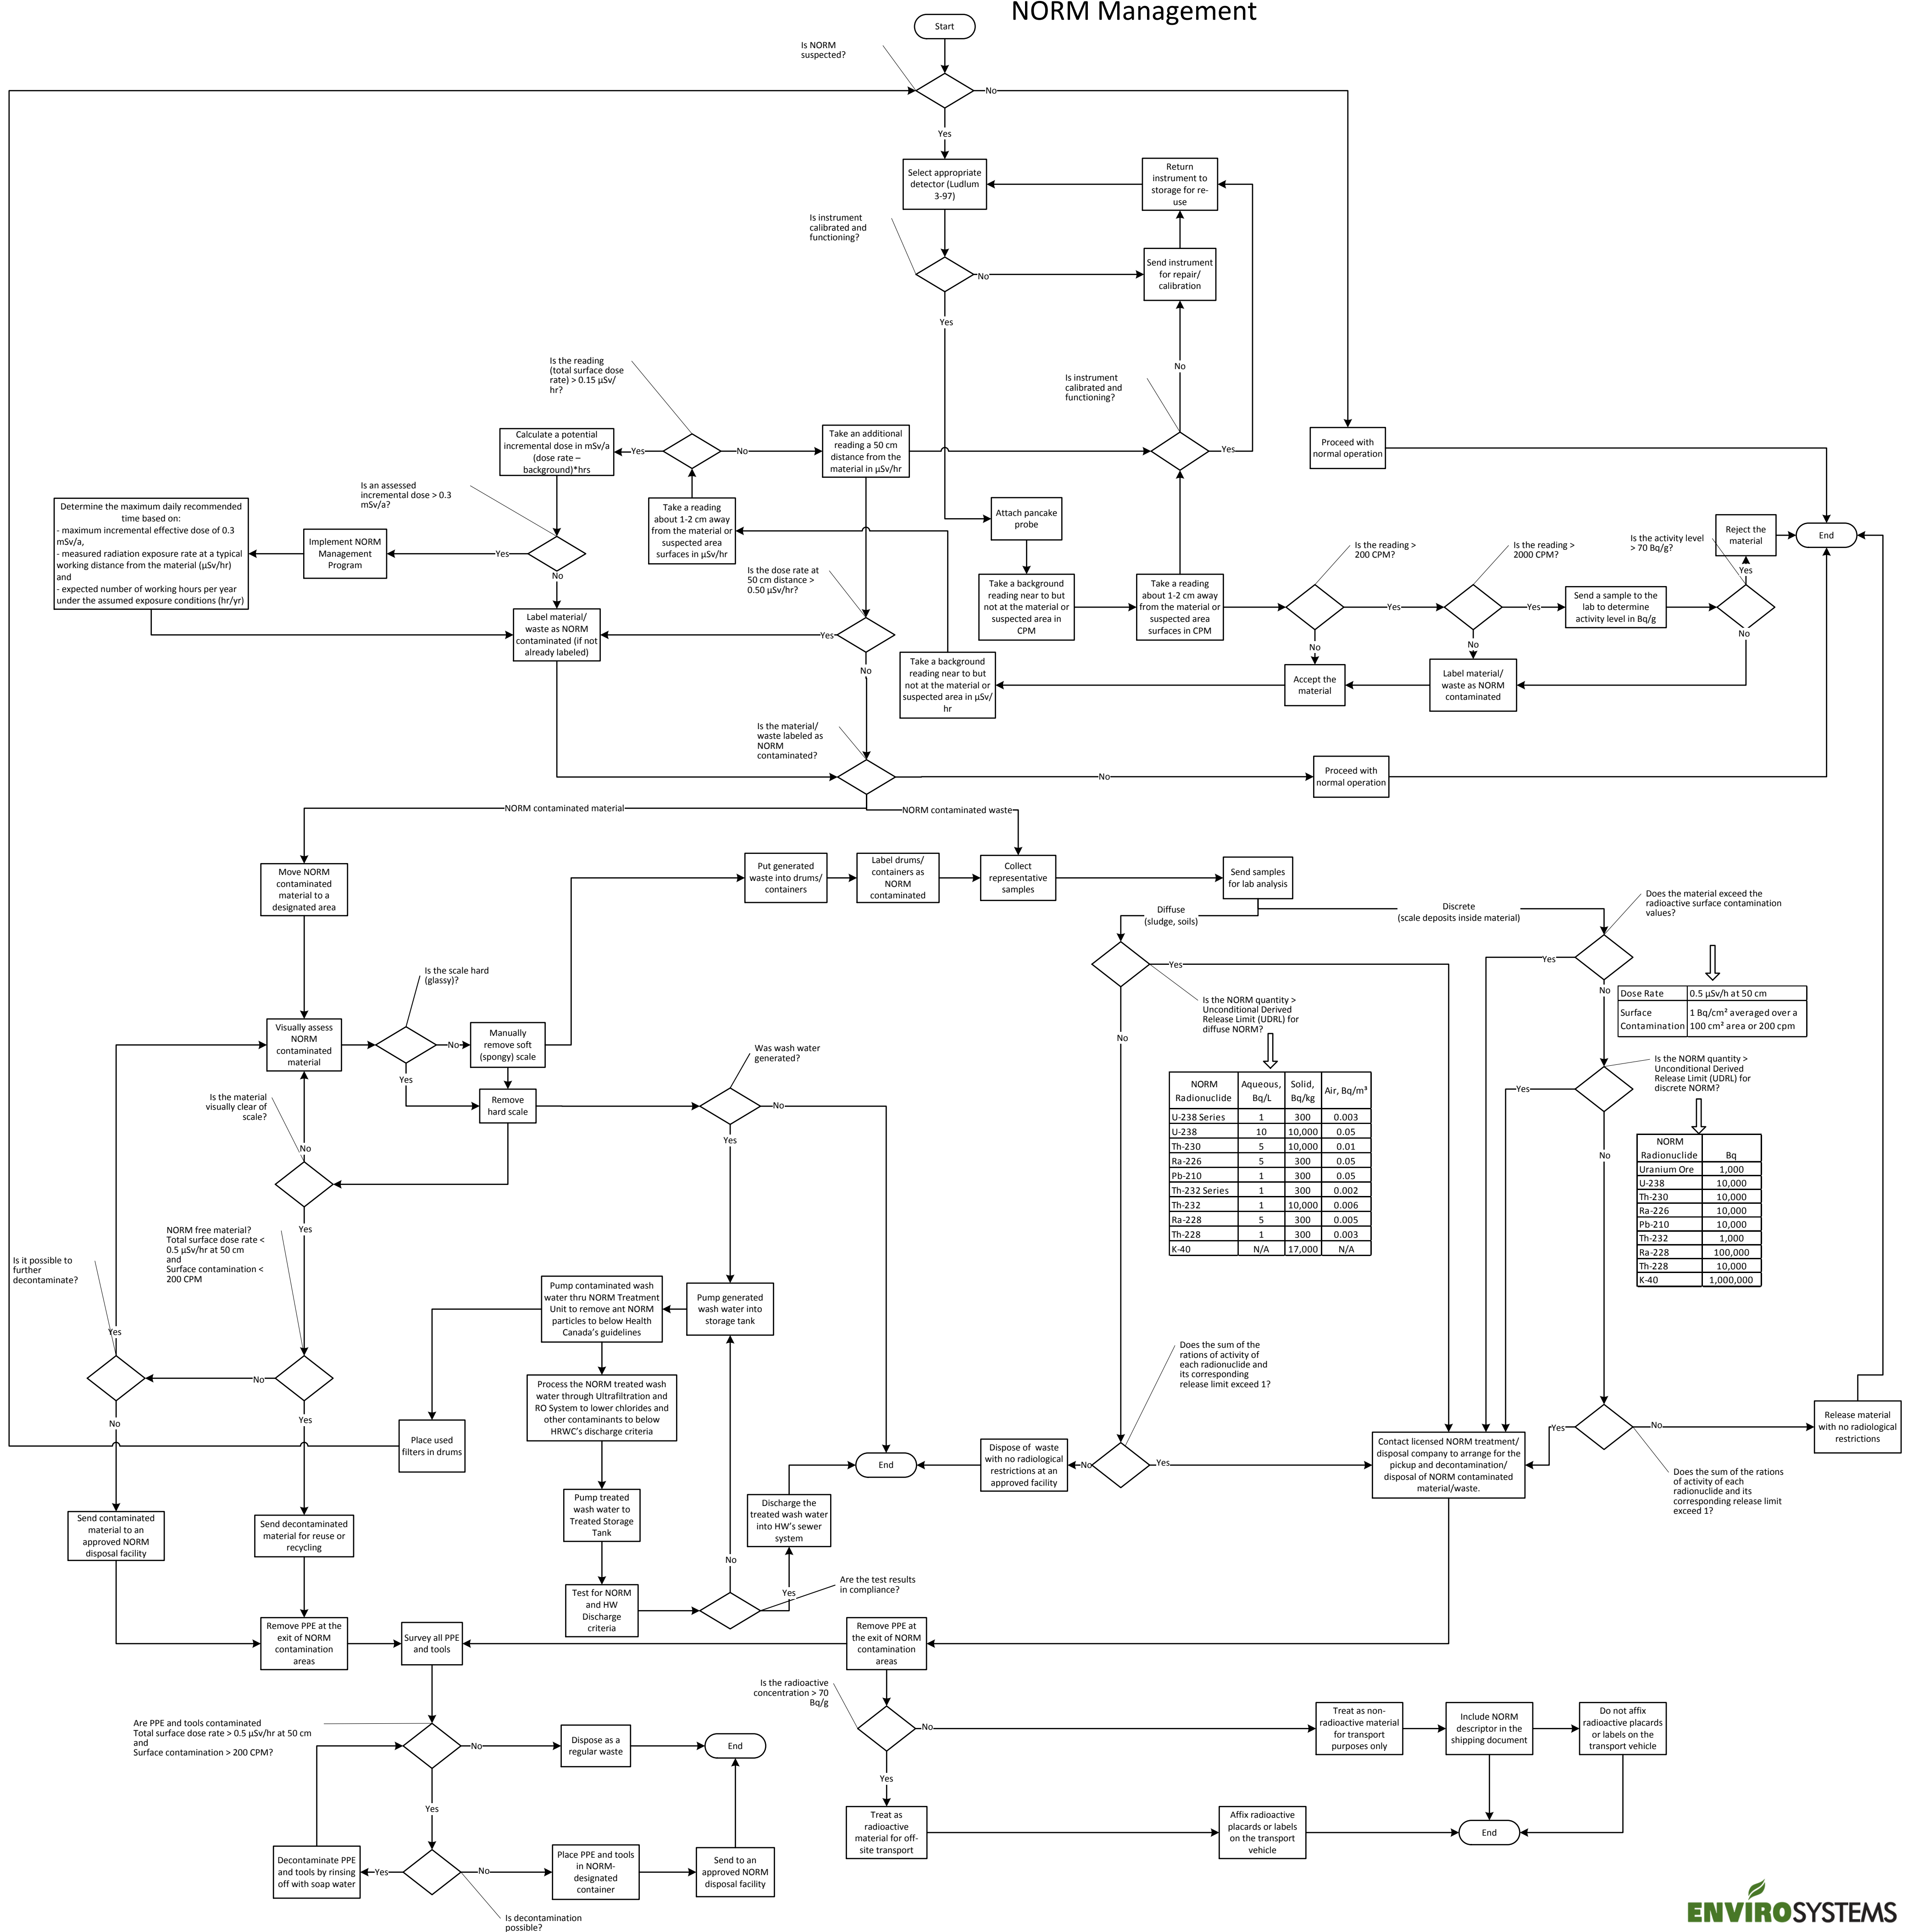 NORM Management
Start
Is NORM
suspected?
No
Yes
Select appropriate
detector (Ludlum
3-97)
Return
instrument to
storage for re-
use
Is instrument
calibrated and
functioning?
No
Send instrument
for repair/
calibration
Yes
No
Is the reading
(total surface dose
rate) > 0.15 µSv/
hr?
Is instrument
calibrated and
functioning?
Calculate a potential
incremental dose in mSv/a
(dose rate –
background)*hrs
Yes
No
Take an additional
reading a 50 cm
distance from the
material in µSv/hr
Yes
Proceed with
normal operation
Is an assessed
incremental dose > 0.3
mSv/a?
Determine the maximum daily recommended
time based on:
- maximum incremental effective dose of 0.3
mSv/a,
- measured radiation exposure rate at a typical
working distance from the material (µSv/hr)
and
- expected number of working hours per year
under the assumed exposure conditions (hr/yr)
Implement NORM
Management
Program
Yes
No
Take a reading
about 1-2 cm away
from the material or
suspected area
surfaces in µSv/hr
Attach pancake
probe
Reject the
material
End
Is the reading >
200 CPM?
Is the reading >
2000 CPM?
Is the activity level
> 70 Bq/g?
Yes
Is the dose rate at
50 cm distance >
0.50 µSv/hr?
Take a background
reading near to but
not at the material or
suspected area in
CPM
Take a reading
about 1-2 cm away
from the material or
suspected area
surfaces in CPM
Yes
Yes
Send a sample to the
lab to determine
activity level in Bq/g
Label material/
waste as NORM
contaminated (if not
already labeled)
Yes
No
No
No
No
Take a background
reading near to but
not at the material or
suspected area in µSv/
hr
Accept the
material
Label material/
waste as NORM
contaminated
Is the material/
waste labeled as
NORM
contaminated?
No
Proceed with
normal operation
NORM contaminated material
NORM contaminated waste
Move NORM
contaminated
material to a
designated area
Put generated
waste into drums/
containers
Label drums/
containers as
NORM
contaminated
Collect
representative
samples
Send samples
for lab analysis
Diffuse
(sludge, soils)
Discrete
(scale deposits inside material)
Does the material exceed the
radioactive surface contamination
values?
Yes
Yes
No
Dose Rate 0.5 µSv/h at 50 cm
Surface 1 Bq/cm² averaged over a
Contamination 100 cm² area or 200 cpm
Is the scale hard
(glassy)?
Is the NORM quantity >
Unconditional Derived
Release Limit (UDRL) for
diffuse NORM?
No
Visually assess
NORM
contaminated
material
No
Manually
remove soft
(spongy) scale
Was wash water
generated?
Yes
Is the NORM quantity >
Unconditional Derived
Release Limit (UDRL) for
discrete NORM?
Yes
Remove
hard scale
No
Is the material
visually clear of
scale?
No
Yes
No
NORM Aqueous, Solid, Air, Bq/m³
Radionuclide Bq/L Bq/kg
U-238 Series 1 300 0.003
U-238 10 10,000 0.05
Th-230 5 10,000 0.01
Ra-226 5 300 0.05
Pb-210 1 300 0.05
Th-232 Series 1 300 0.002
Th-232 1 10,000 0.006
Ra-228 5 300 0.005
Th-228 1 300 0.003
K-40 N/A 17,000 N/A
NORM
Radionuclide Bq
Uranium Ore 1,000
U-238 10,000
Th-230 10,000
Ra-226 10,000
Pb-210 10,000
Th-232 1,000
Ra-228 100,000
Th-228 10,000
K-40 1,000,000
Yes
NORM free material?
Total surface dose rate <
0.5 µSv/hr at 50 cm
and
Surface contamination <
200 CPM
Is it possible to
further
decontaminate?
Pump contaminated wash
water thru NORM Treatment
Unit to remove ant NORM
particles to below Health
Canada's guidelines
Pump generated
wash water into
storage tank
Yes
No
Does the sum of the
rations of activity of
each radionuclide and
its corresponding
release limit exceed 1?
Process the NORM treated wash
water through Ultrafiltration and
RO System to lower chlorides and
other contaminants to below
HRWC's discharge criteria
No
Yes
Place used
filters in drums
End
Dispose of waste
with no radiological
restrictions at an
approved facility
No
Yes
Contact licensed NORM treatment/
disposal company to arrange for the
pickup and decontamination/
disposal of NORM contaminated
material/waste.
Yes
No
Release material
with no radiological
restrictions
Does the sum of the rations
of activity of each
radionuclide and its
corresponding release limit
exceed 1?
Send contaminated
material to an
approved NORM
disposal facility
Send decontaminated
material for reuse or
recycling
Pump treated
wash water to
Treated Storage
Tank
Discharge the
treated wash water
into HW's sewer
system
No
Are the test results
in compliance?
Test for NORM
and HW
Discharge
criteria
Yes
Remove PPE at the
exit of NORM
contamination
areas
Survey all PPE
and tools
Remove PPE at
the exit of NORM
contamination
areas
Is the radioactive
concentration > 70
Bq/g
Are PPE and tools contaminated
Total surface dose rate > 0.5 µSv/hr at 50 cm
and
Surface contamination > 200 CPM?
No
Dispose as a
regular waste
End
No
Treat as non-
radioactive material
for transport
purposes only
Include NORM
descriptor in the
shipping document
Do not affix
radioactive placards
or labels on the
transport vehicle
Yes
Yes
Treat as
radioactive
material for off-
site transport
Affix radioactive
placards or labels
on the transport
vehicle
End
Decontaminate PPE
and tools by rinsing
off with soap water
Yes
No
Place PPE and tools
in NORM-
designated
container
Send to an
approved NORM
disposal facility
Is decontamination
possible?
ENVIROSYSTEMS